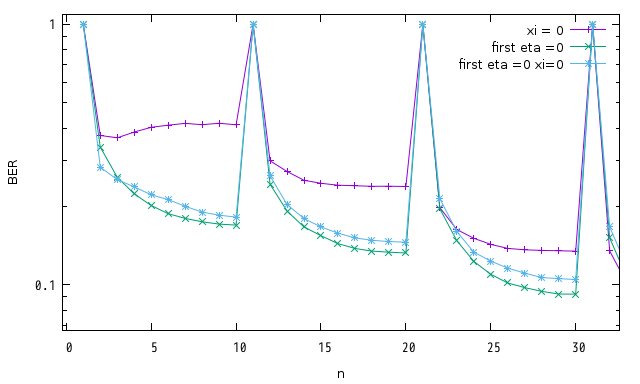 1
xi = 0
first eta =0
first eta =0 xi=0
BER
0.1
0 5 10 15 20 25 30
n